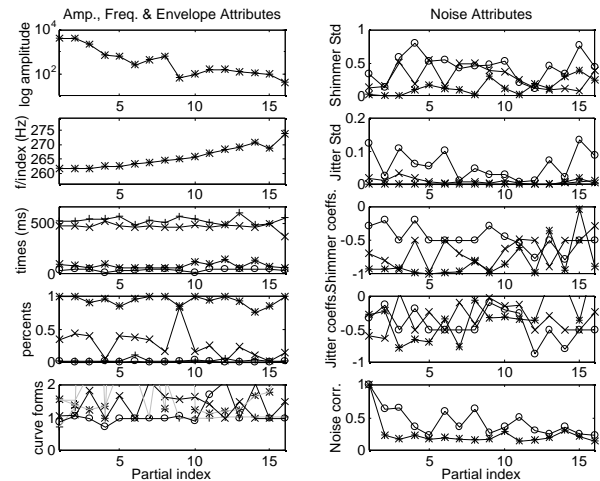 Amp., Freq. & Envelope Attributes
log amplitude
10^4
10^2
5 10 15
f/index (Hz)
275
270
265
260
5 10 15
times (ms)
500
0
5 10 15
percents
1
0.5
0
5 10 15
curve forms
2
1
0
5 10 15
Partial index
Noise Attributes
Shimmer Std
1
0.5
0
5 10 15
Jitter Std
0.2
0.1
0
5 10 15
Shimmer coeffs.
0
-0.5
-1
5 10 15
Jitter coeffs.
0
-0.5
-1
5 10 15
Noise corr.
1
0.5
0
5 10 15
Partial index